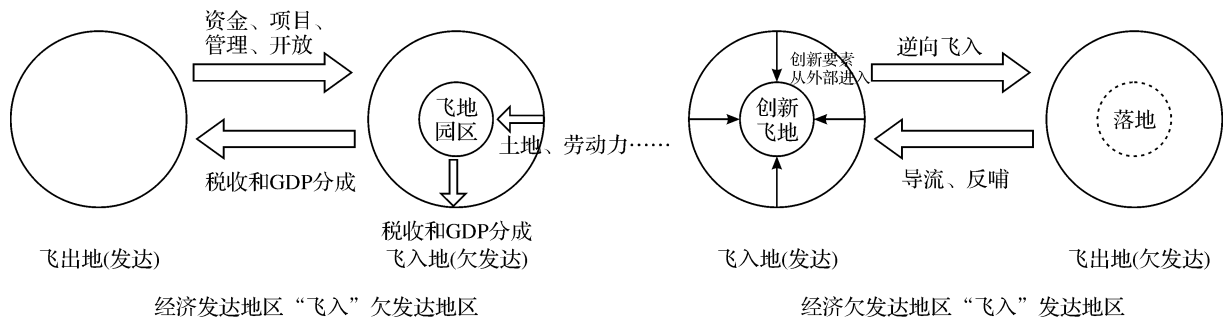 资金、项目、
管理、开放
税收和GDP分成
飞地
园区
土地、劳动力……
税收和GDP分成
飞出地(发达)
飞入地(欠发达)
经济发达地区“飞入”欠发达地区
创新要素
从外部进入
创新
飞地
逆向飞入
导流、反哺
落地
飞入地(发达)
飞出地(欠发达)
经济欠发达地区“飞入”发达地区